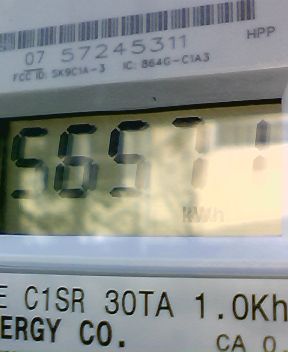 HPP
07 57245311
FCC ID: SK9C1A-3 IC: 864G-C1A3
5657
kWh
E C1SR 30TA 1.0Kh
ERGY CO.
CA 0.